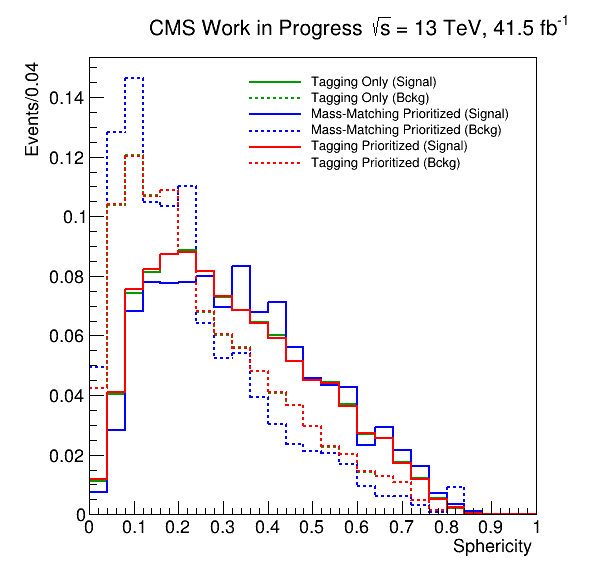 CMS Work in Progress √s = 13 TeV, 41.5 fb⁻¹
Events/0.04
Tagging Only (Signal)
Tagging Only (Bckg)
Mass-Matching Prioritized (Signal)
Mass-Matching Prioritized (Bckg)
Tagging Prioritized (Signal)
Tagging Prioritized (Bckg)
0.14
0.12
0.1
0.08
0.06
0.04
0.02
0
0 0.1 0.2 0.3 0.4 0.5 0.6 0.7 0.8 0.9 1
Sphericity